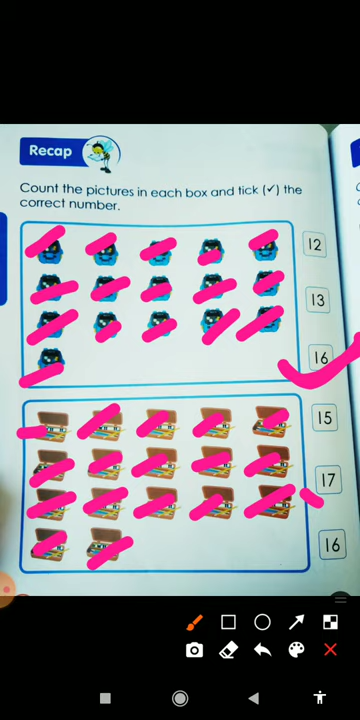 Recap
Count the pictures in each box and tick (✓) the
correct number.
12
13
16
15
17
16